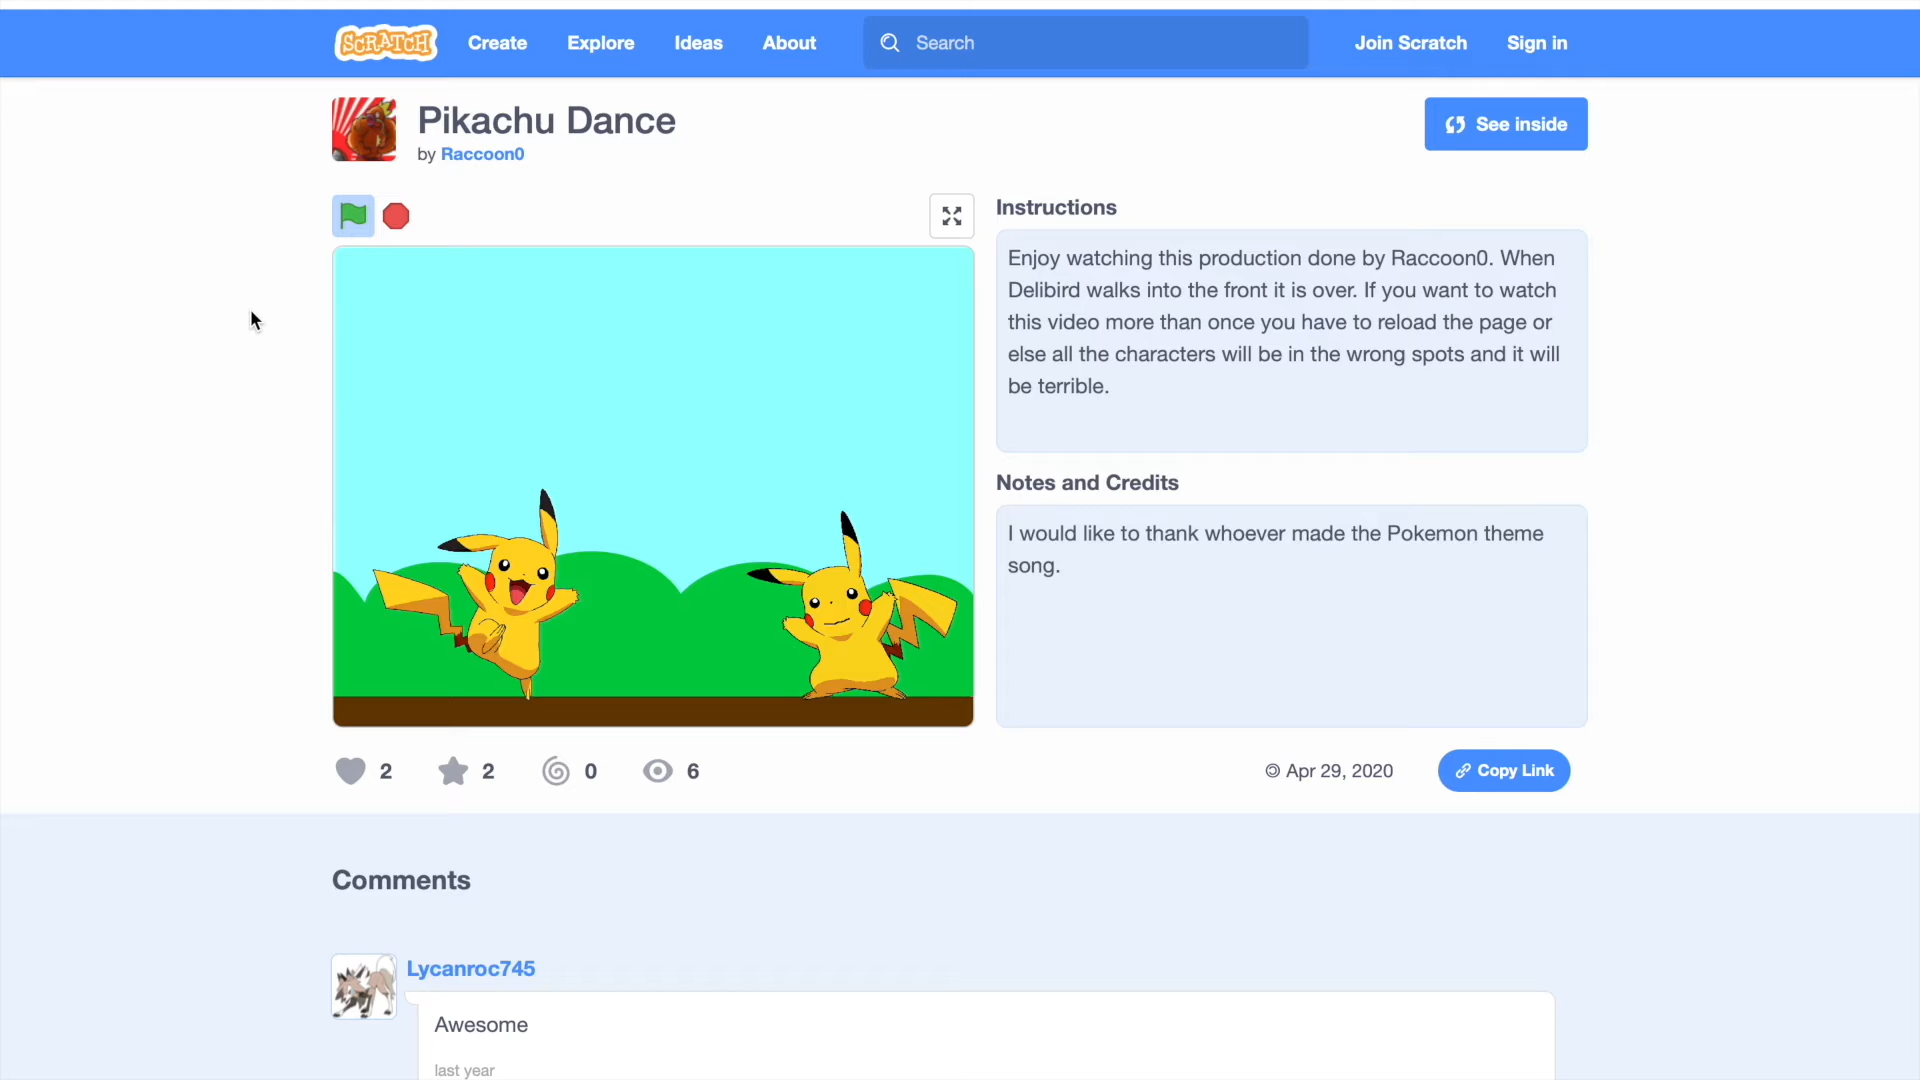 SCRATCH
Create
Explore
Ideas
About
Search
Join Scratch
Sign in
Pikachu Dance
by Raccoon0
See inside
Instructions
Enjoy watching this production done by Raccoon0. When
Delibird walks into the front it is over. If you want to watch
this video more than once you have to reload the page or
else all the characters will be in the wrong spots and it will
be terrible.
Notes and Credits
I would like to thank whoever made the Pokemon theme
song.
2
2
0
6
Apr 29, 2020
Copy Link
Comments
Lycanroc745
Awesome
last year